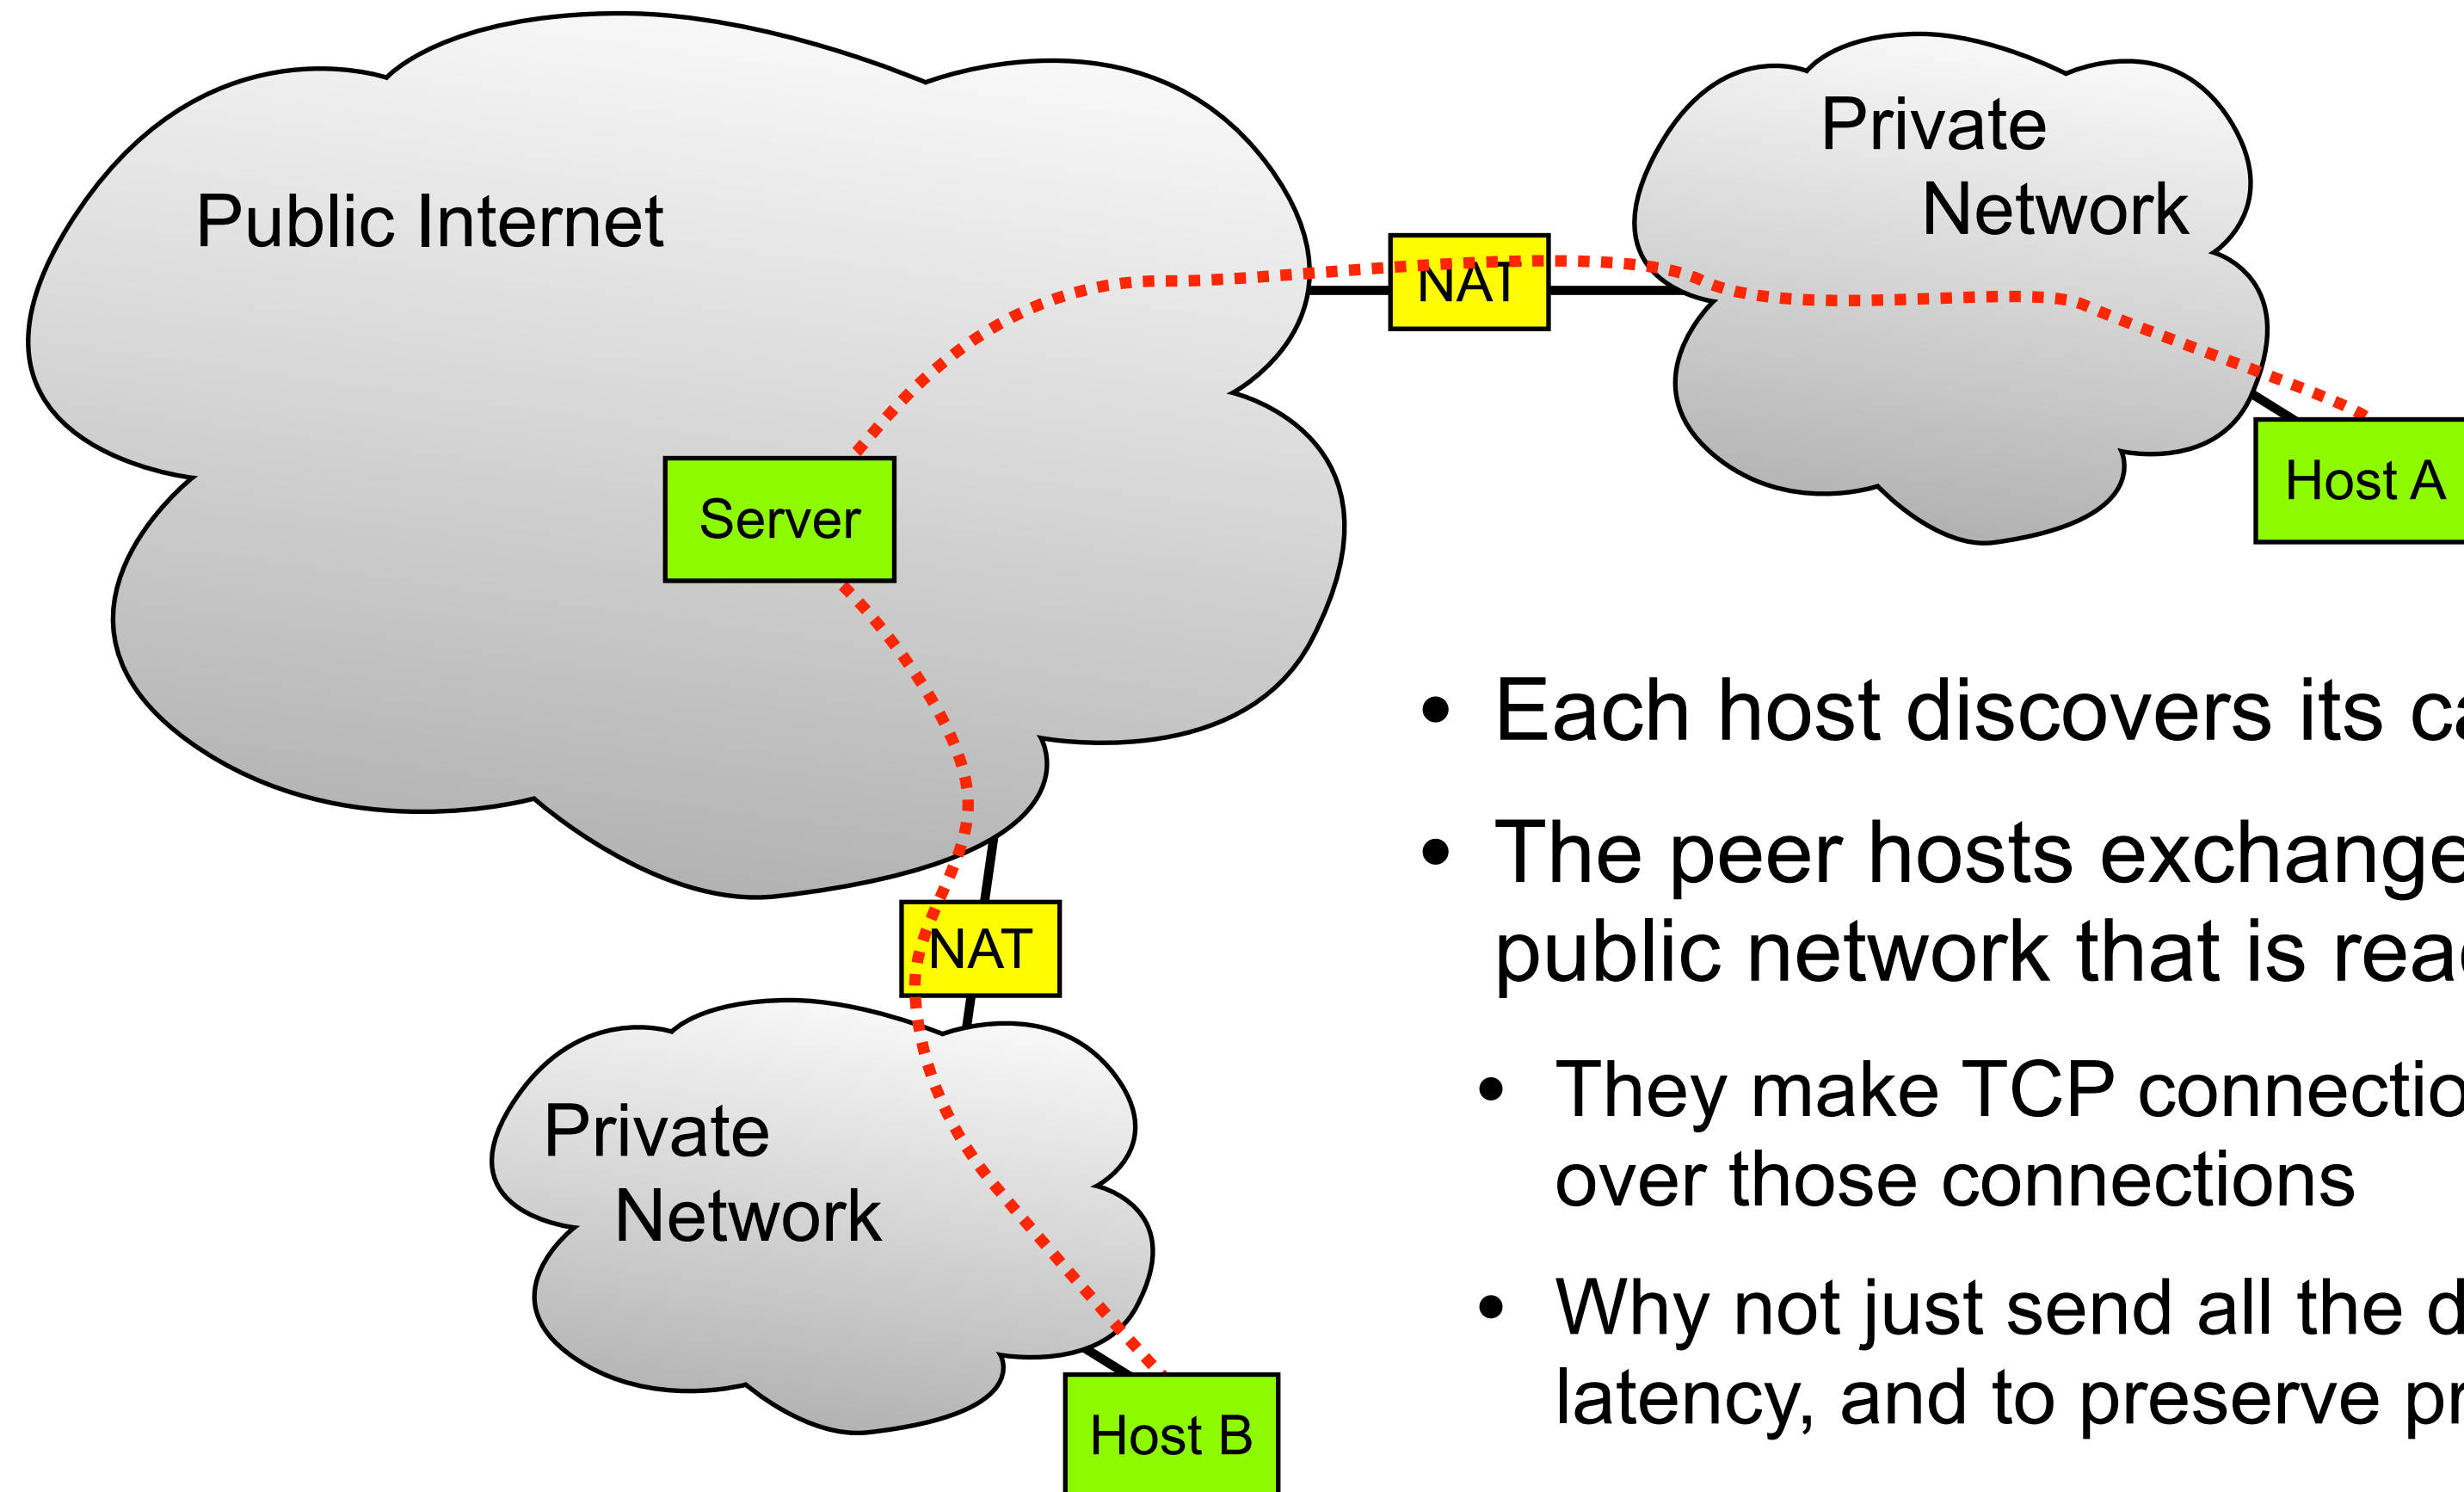 Public Internet
Private
Network
NAT
Server
Host A
NAT
Private
Network
Host B
• Each host discovers its
• The peer hosts exchange
public network that is
• They make TCP
over those connections
• Why not just send all the
latency, and to preserve